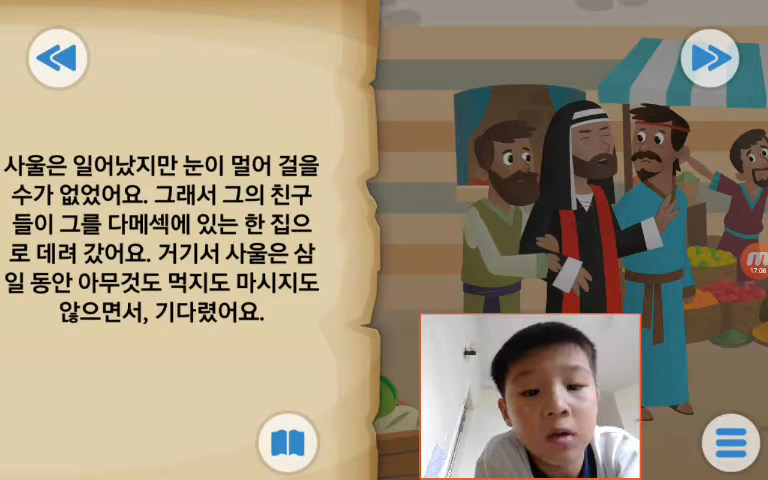 사울은 일어났지만 눈이 멀어 걸을
수가 없었어요. 그래서 그의 친구
들이 그를 다메섹에 있는 한 집으
로 데려 갔어요. 거기서 사울은 삼
일 동안 아무것도 먹지도 마시지도
않으면서, 기다렸어요.
17:06